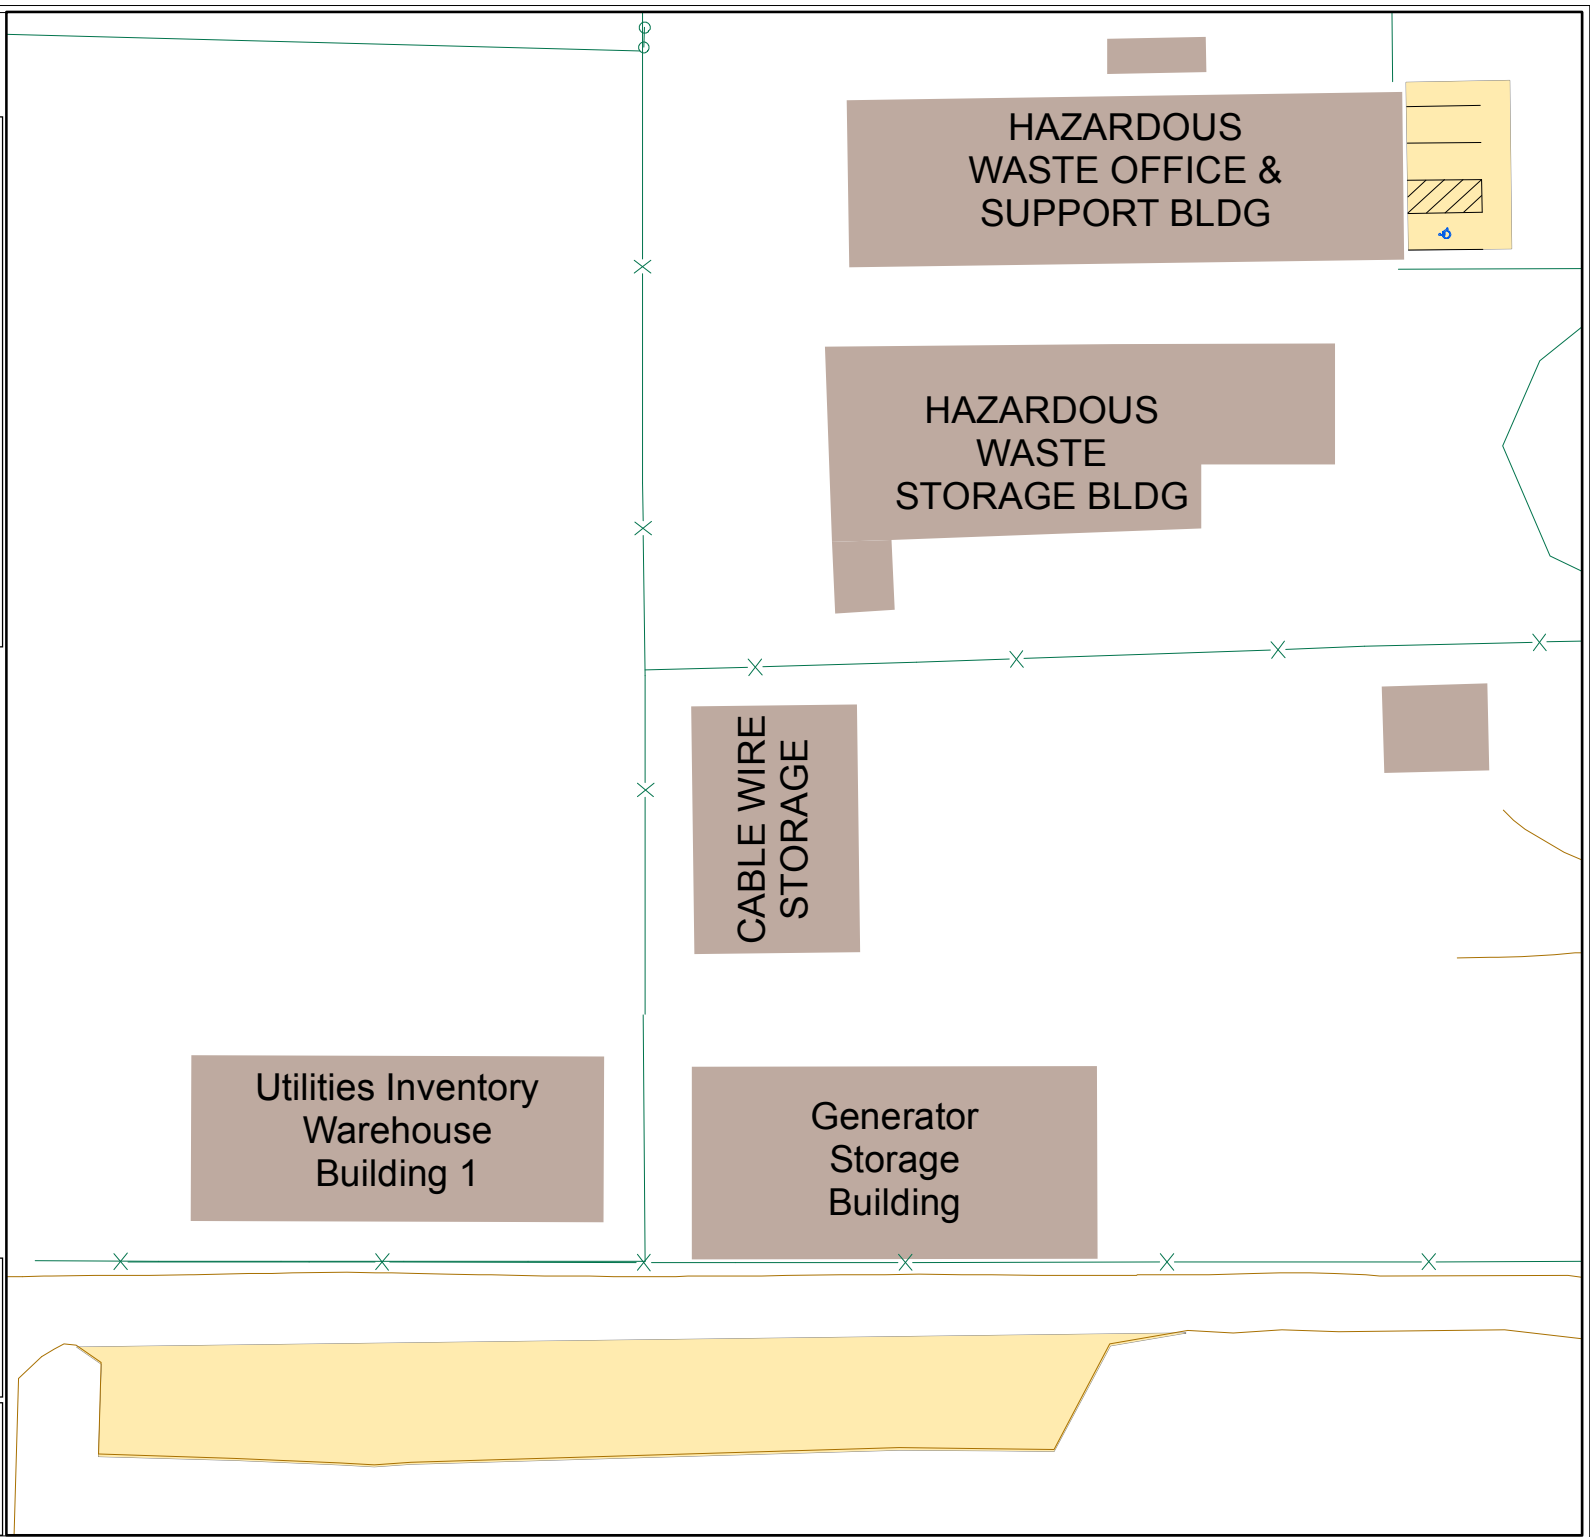 HAZARDOUS
WASTE OFFICE &
SUPPORT BLDG
HAZARDOUS
WASTE
STORAGE BLDG
CABLE WIRE
STORAGE
Utilities Inventory
Warehouse
Building 1
Generator
Storage
Building